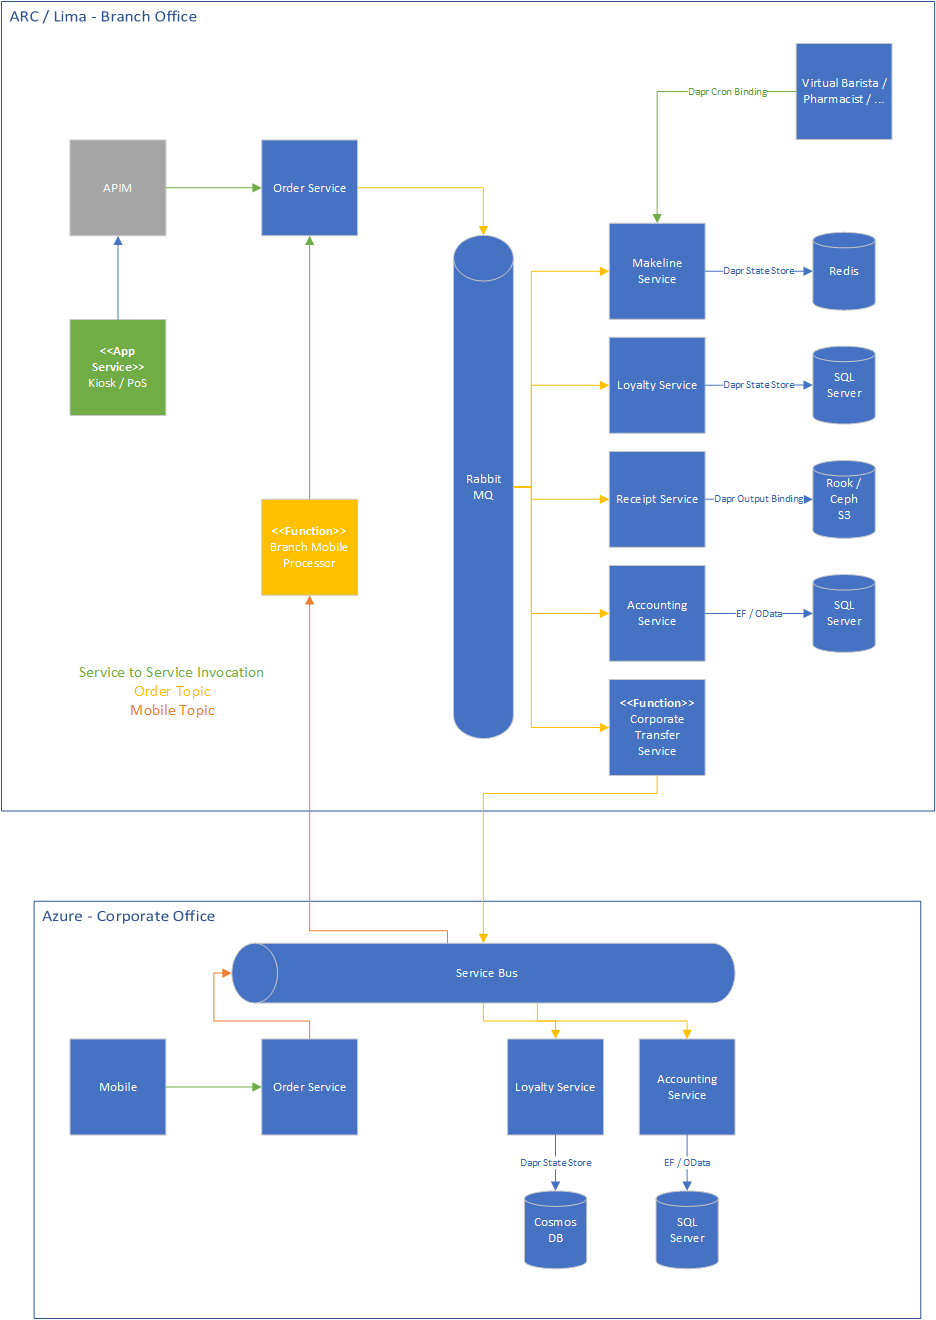 ARC / Lima - Branch Office
Virtual Barista /
Pharmacist / ...
Dapr Cron Binding
APIM
Order Service
Makeline
Service
Dapr State Store
Redis
<<App
Service>>
Kiosk / PoS
Loyalty Service
Dapr State Store
SQL
Server
Rabbit
MQ
Receipt Service
Dapr Output Binding
Rook /
Ceph
S3
<<Function>>
Branch Mobile
Processor
Accounting
Service
EF / OData
SQL
Server
Service to Service Invocation
Order Topic
Mobile Topic
<<Function>>
Corporate
Transfer
Service
Azure - Corporate Office
Service Bus
Mobile
Order Service
Loyalty Service
Accounting
Service
Dapr State Store
EF / OData
Cosmos
DB
SQL
Server